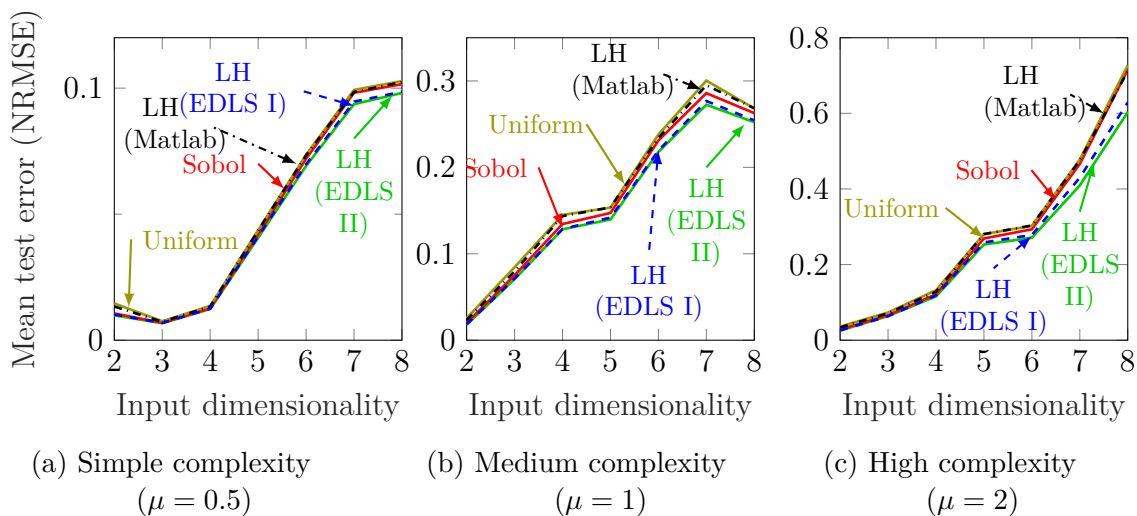 Mean test error (NRMSE)
0.1
0
2 3 4 5 6 7 8
Input dimensionality
LH
(EDLS I)
LH
(Matlab)
Sobol
Uniform
LH
(EDLS
II)
(a) Simple complexity
(μ = 0.5)
0.3
0.2
0.1
0
2 3 4 5 6 7 8
Input dimensionality
LH
(Matlab)
Uniform
Sobol
LH
(EDLS
II)
LH
(EDLS I)
(b) Medium complexity
(μ = 1)
0.8
0.6
0.4
0.2
0
2 3 4 5 6 7 8
Input dimensionality
LH
(Matlab)
Sobol
Uniform
LH
(EDLS
II)
LH
(EDLS I)
(c) High complexity
(μ = 2)